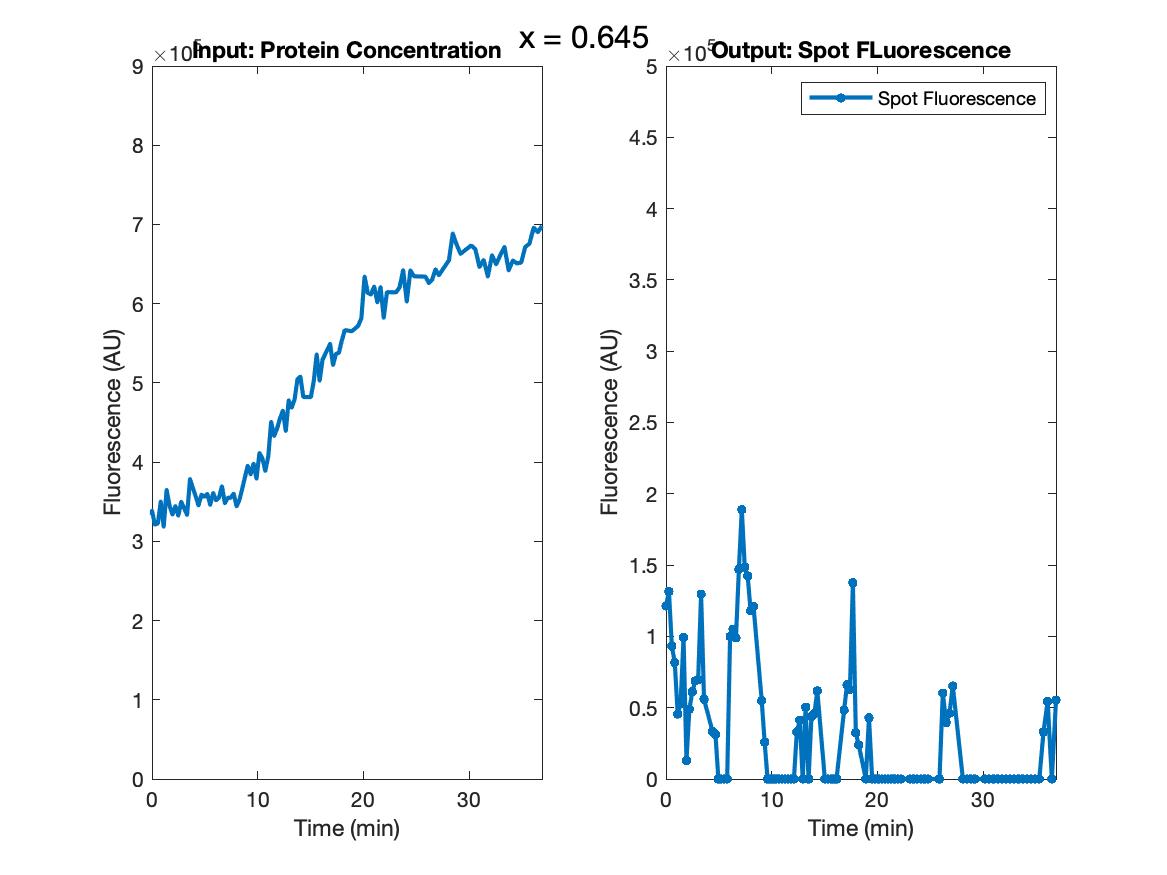 x = 0.645
×10⁵
Input: Protein Concentration
9
8
7
6
5
4
3
2
1
0
Fluorescence (AU)
0 10 20 30
Time (min)
×10⁵
Output: Spot FLuorescence
Spot Fluorescence
5
4.5
4
3.5
3
2.5
2
1.5
1
0.5
0
Fluorescence (AU)
0 10 20 30
Time (min)